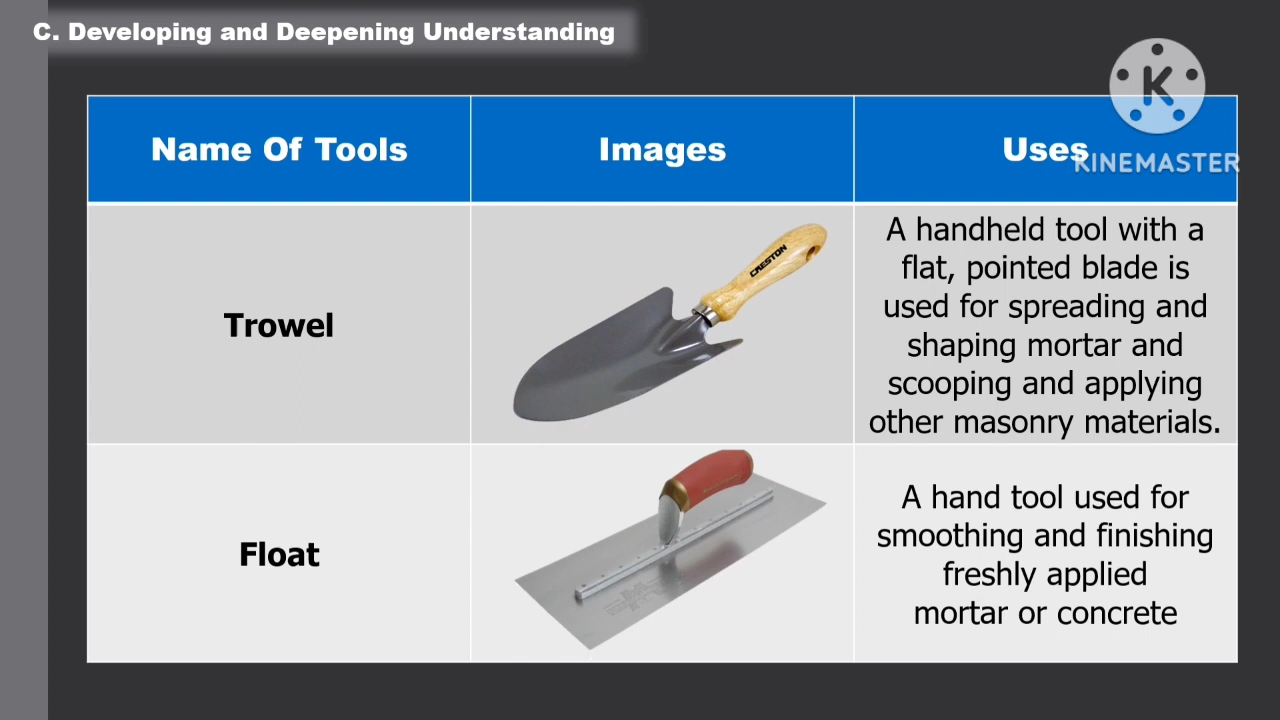 C. Developing and Deepening Understanding
K
KINEMASTER
Name Of Tools
Images
Uses
Trowel
CRESTON
A handheld tool with a
flat, pointed blade is
used for spreading and
shaping mortar and
scooping and applying
other masonry materials.
Float
A hand tool used for
smoothing and finishing
freshly applied
mortar or concrete